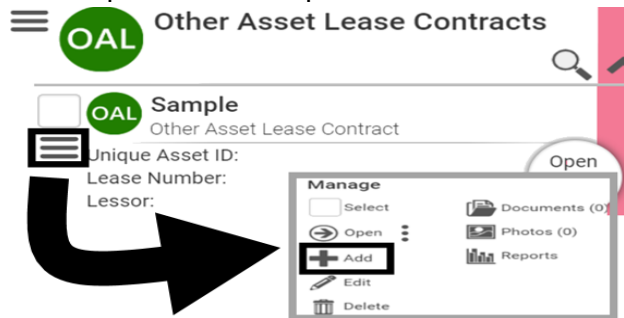 OAL Other Asset Lease Contracts
OAL Sample
Other Asset Lease Contract
Unique Asset ID:
Lease Number:
Lessor:
Open
Manage
Select
Open
Add
Edit
Delete
Documents (0)
Photos (0)
Reports